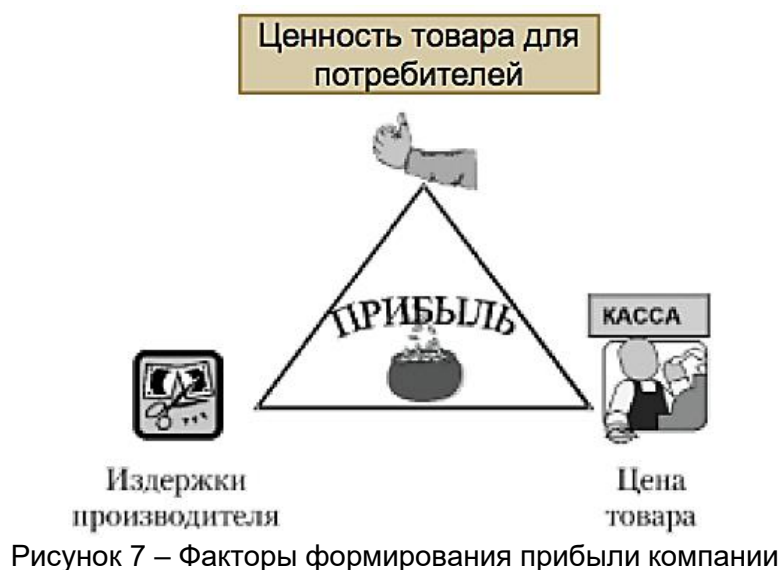 Ценность товара для
потребителей
ПРИБЫЛЬ
КАССА
Издержки
производителя
Цена
товара
Рисунок 7 – Факторы формирования прибыли компании